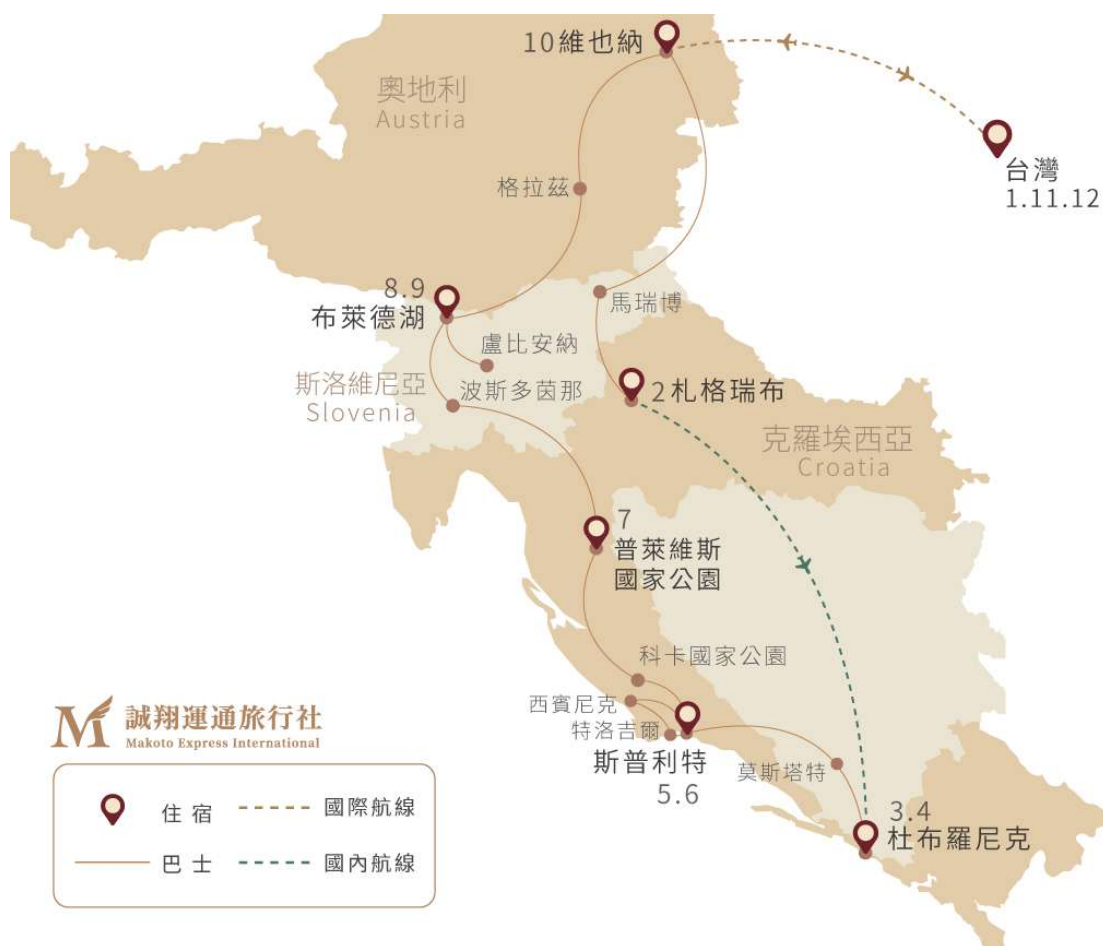 10維也納
奧地利
Austria
台灣
1.11.12
格拉茲
8.9
布萊德湖
馬瑞博
盧比安納
斯洛維尼亞
Slovenia
波斯多茵那
2札格瑞布
克羅埃西亞
Croatia
7
普萊維斯
國家公園
科卡國家公園
西賓尼克
特洛吉爾
斯普利特
5.6
莫斯塔特
3.4
杜布羅尼克
M 誠翔運通旅行社
Makoto Express International
住宿
國際航線
巴士
國內航線